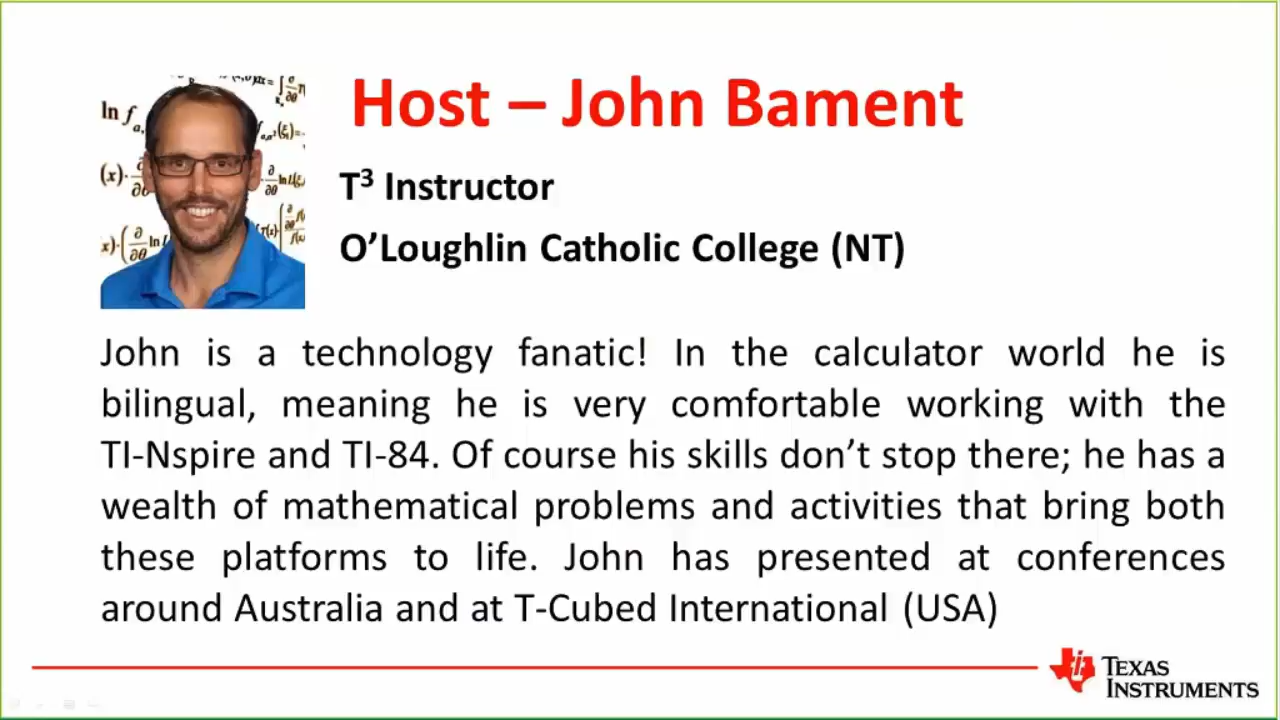 Host – John Bament
T³ Instructor
O’Loughlin Catholic College (NT)
John is a technology fanatic! In the calculator world he is
bilingual, meaning he is very comfortable working with the
TI-Nspire and TI-84. Of course his skills don’t stop there; he has a
wealth of mathematical problems and activities that bring both
these platforms to life. John has presented at conferences
around Australia and at T-Cubed International (USA)
TEXAS
INSTRUMENTS